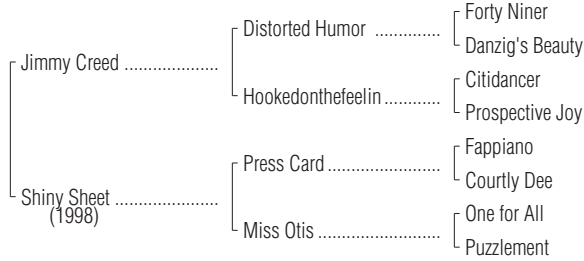 Forty Niner
Distorted Humor ..............
Danzig's Beauty
Jimmy Creed ....................
Citidancer
Hookedonthefeelin ............
Prospective Joy
Fappiano
Press Card ........................
Courtly Dee
Shiny Sheet ......................
(1998)
One for All
Miss Otis ..........................
Puzzlement